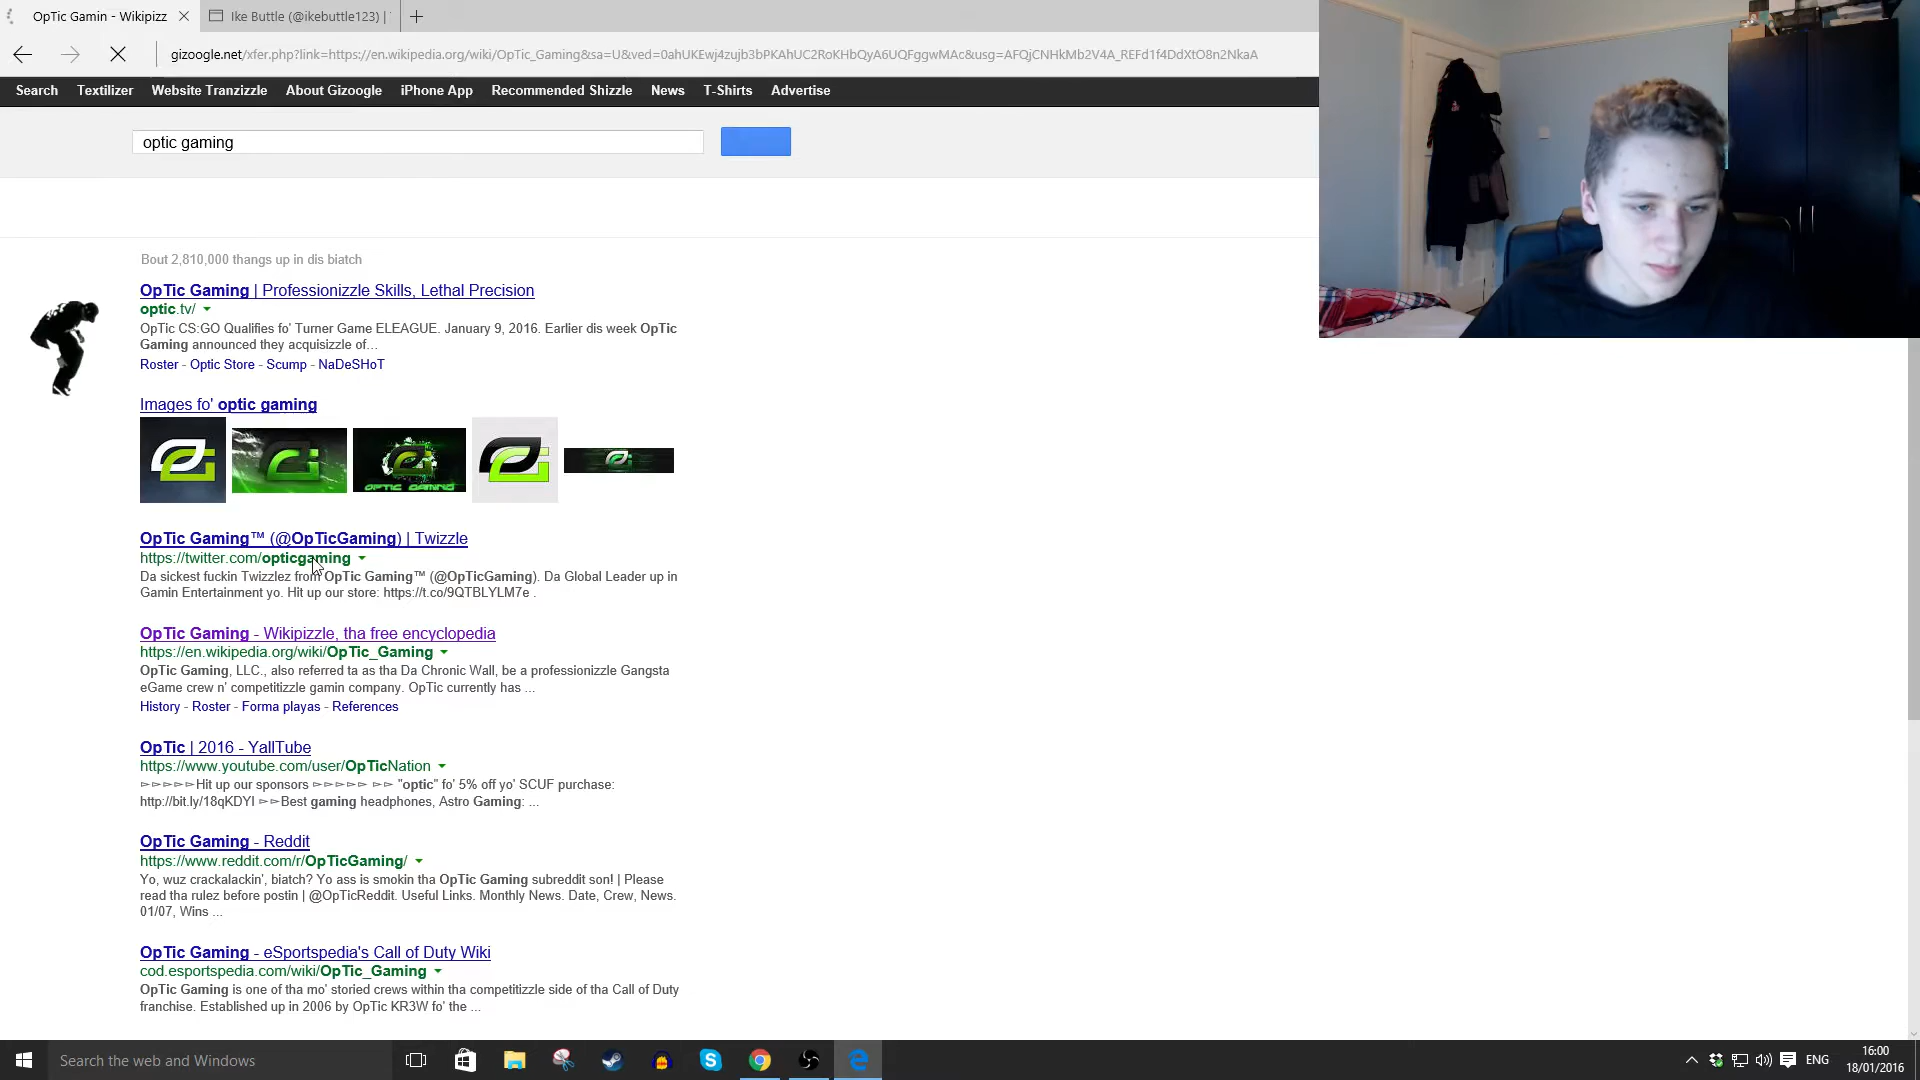 OpTic Gamin - Wikipizz
Ike Buttle (@ikebuttle123) |
gizoogle.net/xfer.php?link=https://en.wikipedia.org/wiki/OpTic_Gaming&sa=U&ved=0ahUKEwj4zujb3bPKAhUC2RoKHbQyA6UQFggwMAc&usg=AFQjCNHkMb2V4A_REFd1f4DdXtO8n2NkaA
Search Textilizer Website Tranzizzle About Gizoogle iPhone App Recommended Shizzle News T-Shirts Advertise
optic gaming
Bout 2,810,000 thangs up in dis biatch
OpTic Gaming | Professionizzle Skills, Lethal Precision
optic.tv/
OpTic CS:GO Qualifies fo' Turner Game ELEAGUE. January 9, 2016. Earlier dis week OpTic
Gaming announced they acquisizzle of...
Roster - Optic Store - Scump - NaDeSHoT
Images fo' optic gaming
OPTIC GAMING
OpTic Gaming™ (@OpTicGaming) | Twizzle
https://twitter.com/opticgaming
Da sickest fuckin Twizzlez from OpTic Gaming™ (@OpTicGaming). Da Global Leader up in
Gamin Entertainment yo. Hit up our store: https://t.co/9QTBLYLM7e .
OpTic Gaming - Wikipizzle, tha free encyclopedia
https://en.wikipedia.org/wiki/OpTic_Gaming
OpTic Gaming, LLC., also referred ta as tha Da Chronic Wall, be a professionizzle Gangsta
eGame crew n' competitizzle gamin company. OpTic currently has ...
History - Roster - Forma playas - References
OpTic | 2016 - YallTube
https://www.youtube.com/user/OpTicNation
►►►►►Hit up our sponsors ►►►►► ►► "optic" fo' 5% off yo' SCUF purchase:
http://bit.ly/18qKDYI ►►Best gaming headphones, Astro Gaming: ...
OpTic Gaming - Reddit
https://www.reddit.com/r/OpTicGaming/
Yo, wuz crackalackin', biatch? Yo ass is smokin tha OpTic Gaming subreddit son! | Please
read tha rulez before postin | @OpTicReddit. Useful Links. Monthly News. Date, Crew, News.
01/07, Wins ...
OpTic Gaming - eSportspedia's Call of Duty Wiki
cod.esportspedia.com/wiki/OpTic_Gaming
OpTic Gaming is one of tha mo' storied crews within tha competitizzle side of tha Call of Duty
franchise. Established up in 2006 by OpTic KR3W fo' the ...
Search the web and Windows
ENG
16:00
18/01/2016